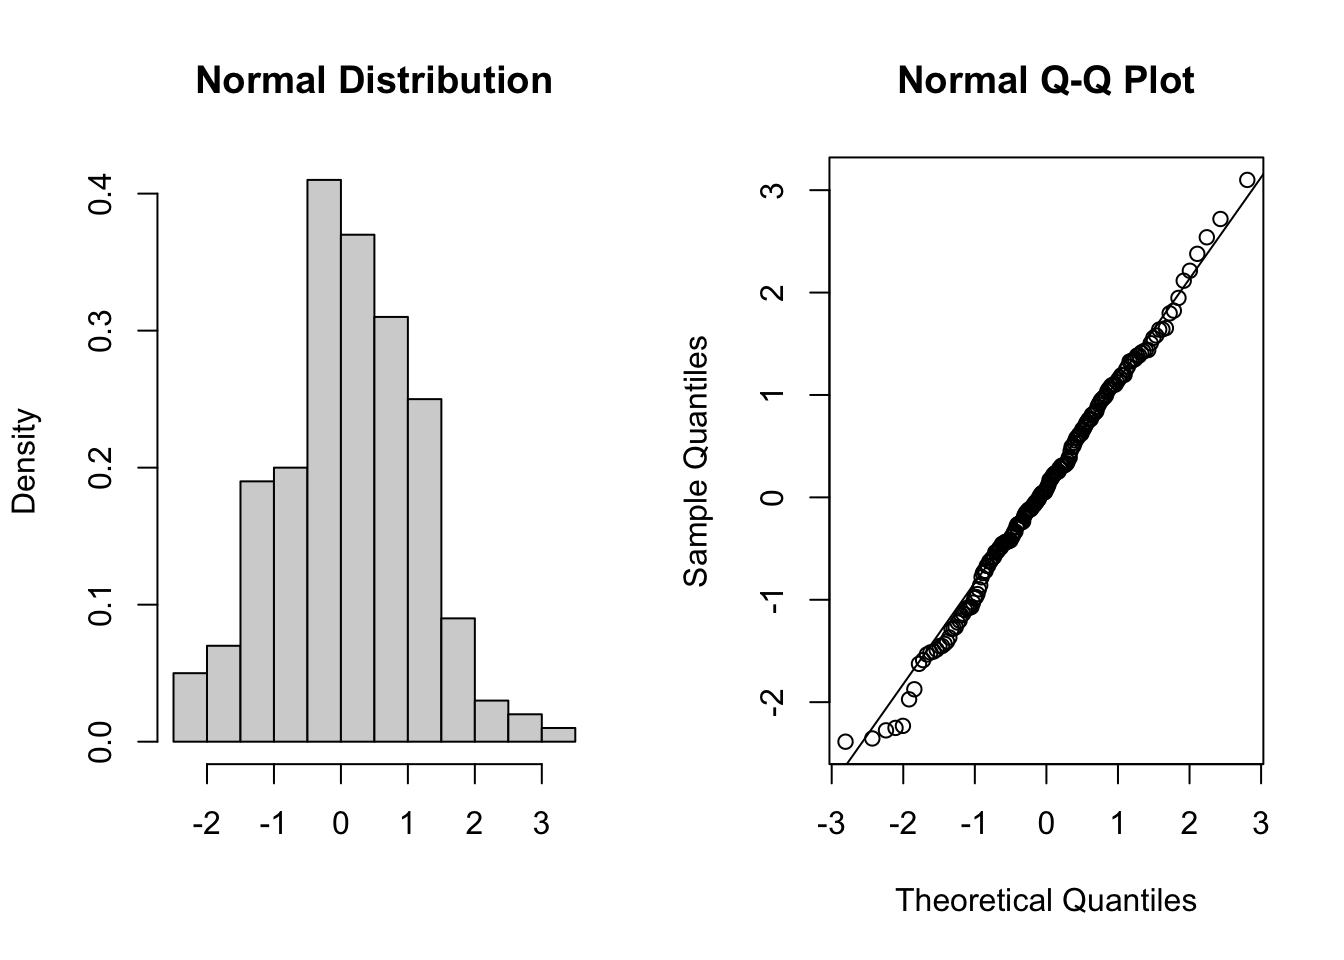 Normal Distribution
Density
0.0 0.1 0.2 0.3 0.4
-2 -1 0 1 2 3
Normal Q-Q Plot
Sample Quantiles
-2 -1 0 1 2 3
-3 -2 -1 0 1 2 3
Theoretical Quantiles